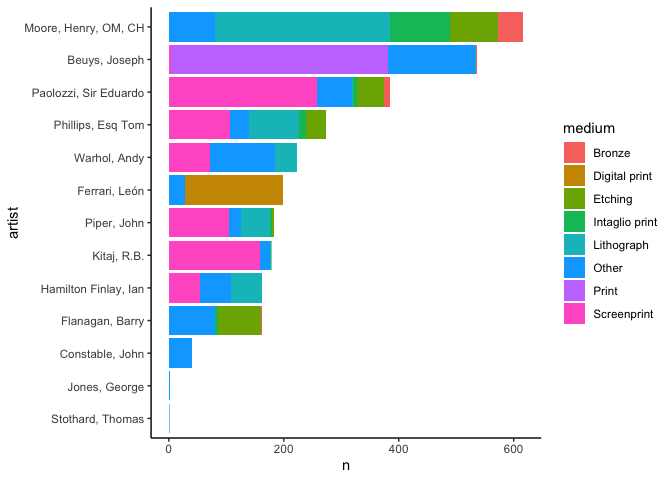 Moore, Henry, OM, CH
Beuys, Joseph
Paolozzi, Sir Eduardo
Phillips, Esq Tom
Warhol, Andy
Ferrari, León
Piper, John
Kitaj, R.B.
Hamilton Finlay, Ian
Flanagan, Barry
Constable, John
Jones, George
Stothard, Thomas
artist
0 200 400 600
n
medium
Bronze
Digital print
Etching
Intaglio print
Lithograph
Other
Print
Screenprint